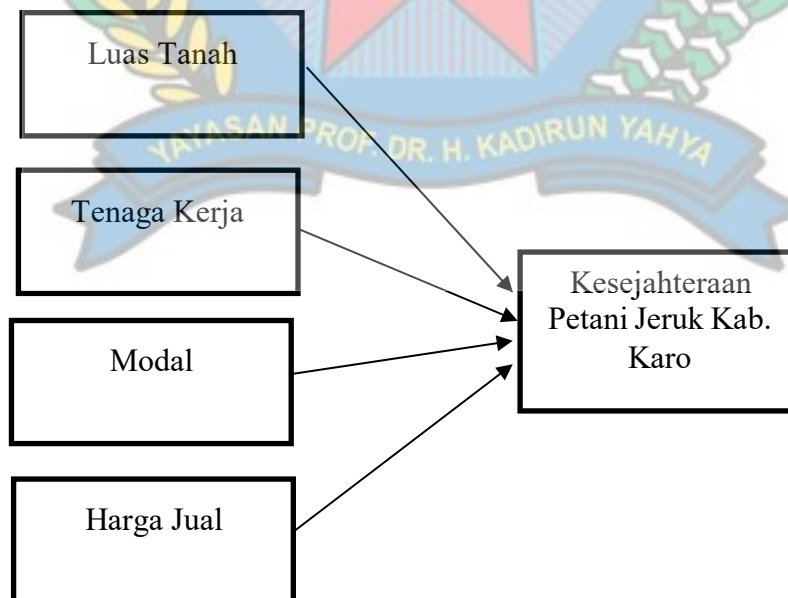 Luas Tanah
YAYASAN PROF. DR. H. KADIRUN YAHYA
Tenaga Kerja
Kesejahteraan
Petani Jeruk Kab.
Karo
Modal
Harga Jual